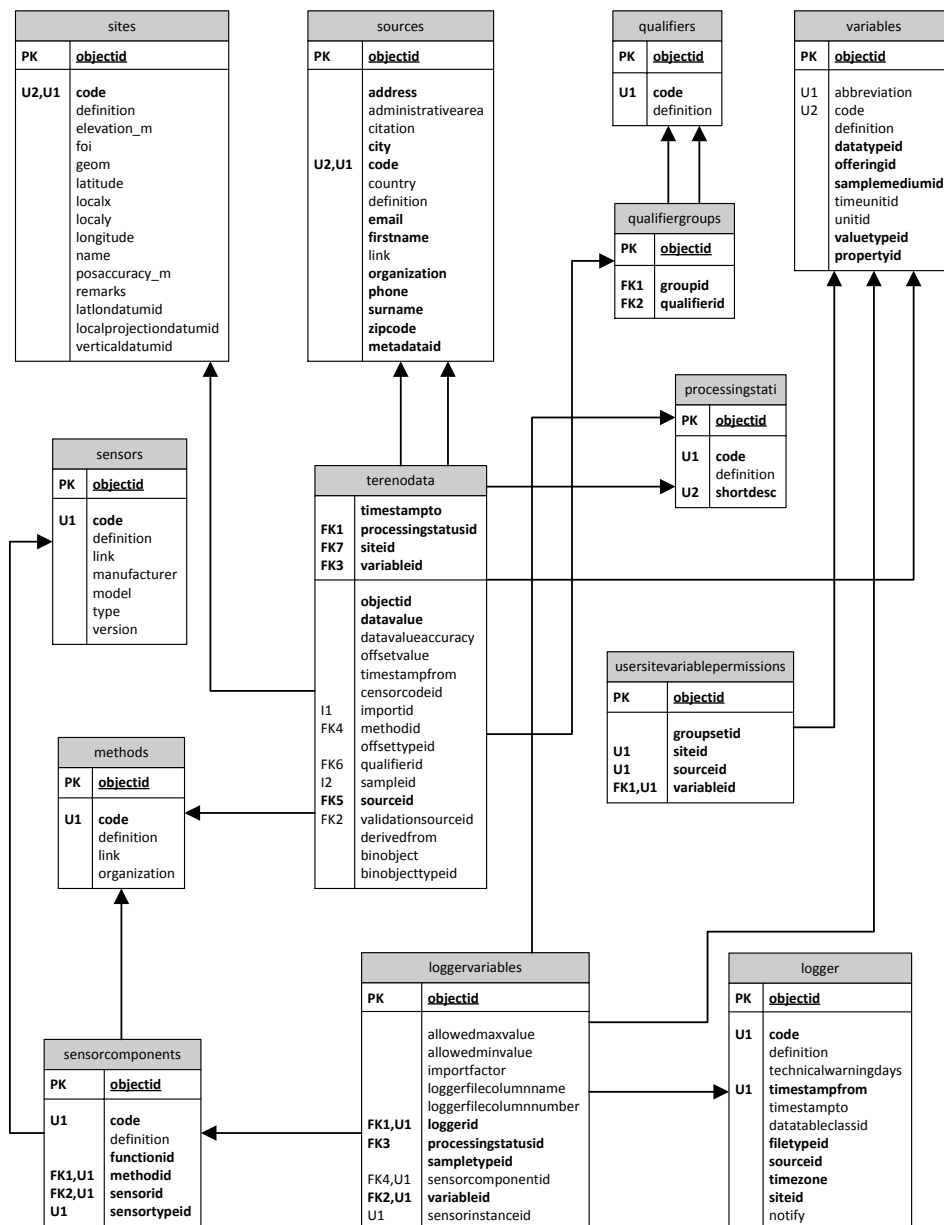 sites
PK objectid
U2,U1 code
definition
elevation_m
foi
geom
latitude
localx
localy
longitude
name
posaccuracy_m
remarks
latlondatumid
localprojectiondatumid
verticaldatumid
sources
PK objectid
address
administrativearea
citation
city
U2,U1 code
country
definition
email
firstname
link
organization
phone
surname
zipcode
metadataid
qualifiers
PK objectid
U1 code
definition
variables
PK objectid
U1 abbreviation
U2 code
definition
datatypeid
offeringid
samplemediumid
timeunitid
unitid
valuetypeid
propertyid
qualifiergroups
PK objectid
FK1 groupid
FK2 qualifierid
processingstati
PK objectid
U1 code
definition
U2 shortdesc
sensors
PK objectid
U1 code
definition
link
manufacturer
model
type
version
terenodata
timestampto
FK1 processingstatusid
FK7 siteid
FK3 variableid
objectid
datavalue
datavalueaccuracy
offsetvalue
timestampfrom
censorcodeid
I1 importid
FK4 methodid
offsettypeid
FK6 qualifierid
I2 sampleid
FK5 sourceid
FK2 validationsourceid
derivedfrom
binobject
binobjecttypeid
usersitevariablepermissions
PK objectid
groupsetid
U1 siteid
U1 sourceid
FK1,U1 variableid
methods
PK objectid
U1 code
definition
link
organization
loggervariables
PK objectid
allowedmaxvalue
allowedminvalue
importfactor
loggerfilecolumnname
loggerfilecolumnnumber
FK1,U1 loggerid
FK3 processingstatusid
sampletypeid
FK4,U1 sensorcomponentid
FK2,U1 variableid
U1 sensorinstanceid
logger
PK objectid
U1 code
definition
technicalwarningdays
U1 timestampfrom
timestampto
datatableclassid
filetypeid
sourceid
timezone
siteid
notify
sensorcomponents
PK objectid
U1 code
definition
functionid
FK1,U1 methodid
FK2,U1 sensorid
U1 sensortypeid